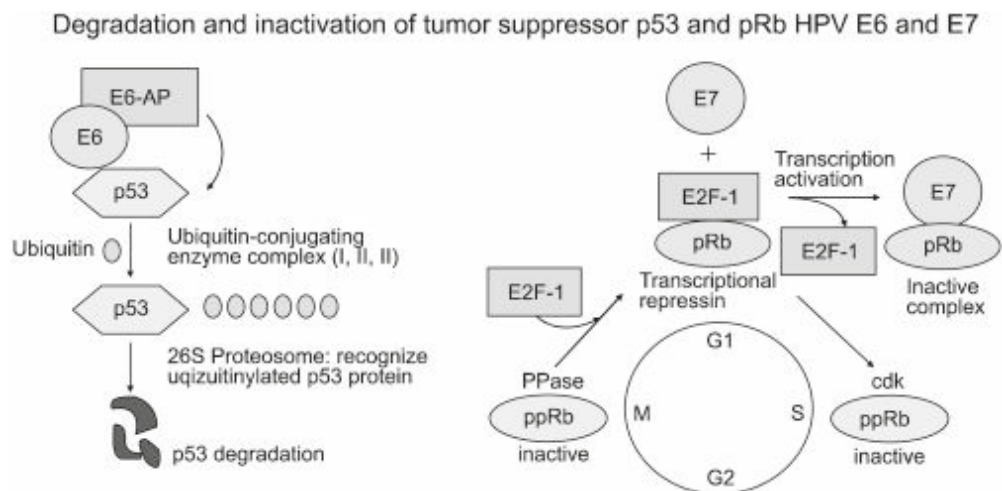 Degradation and inactivation of tumor suppressor p53 and pRb HPV E6 and E7
E6-AP
E6
p53
Ubiquitin
Ubiquitin-conjugating
enzyme complex (I, II, II)
p53
26S Proteosome: recognize
uqizuitinylated p53 protein
p53 degradation
E7
+
E2F-1
pRb
Transcriptional
repressin
Transcription
activation
E2F-1
E7
pRb
Inactive
complex
E2F-1
PPase
ppRb
inactive
G1
M
S
G2
cdk
ppRb
inactive